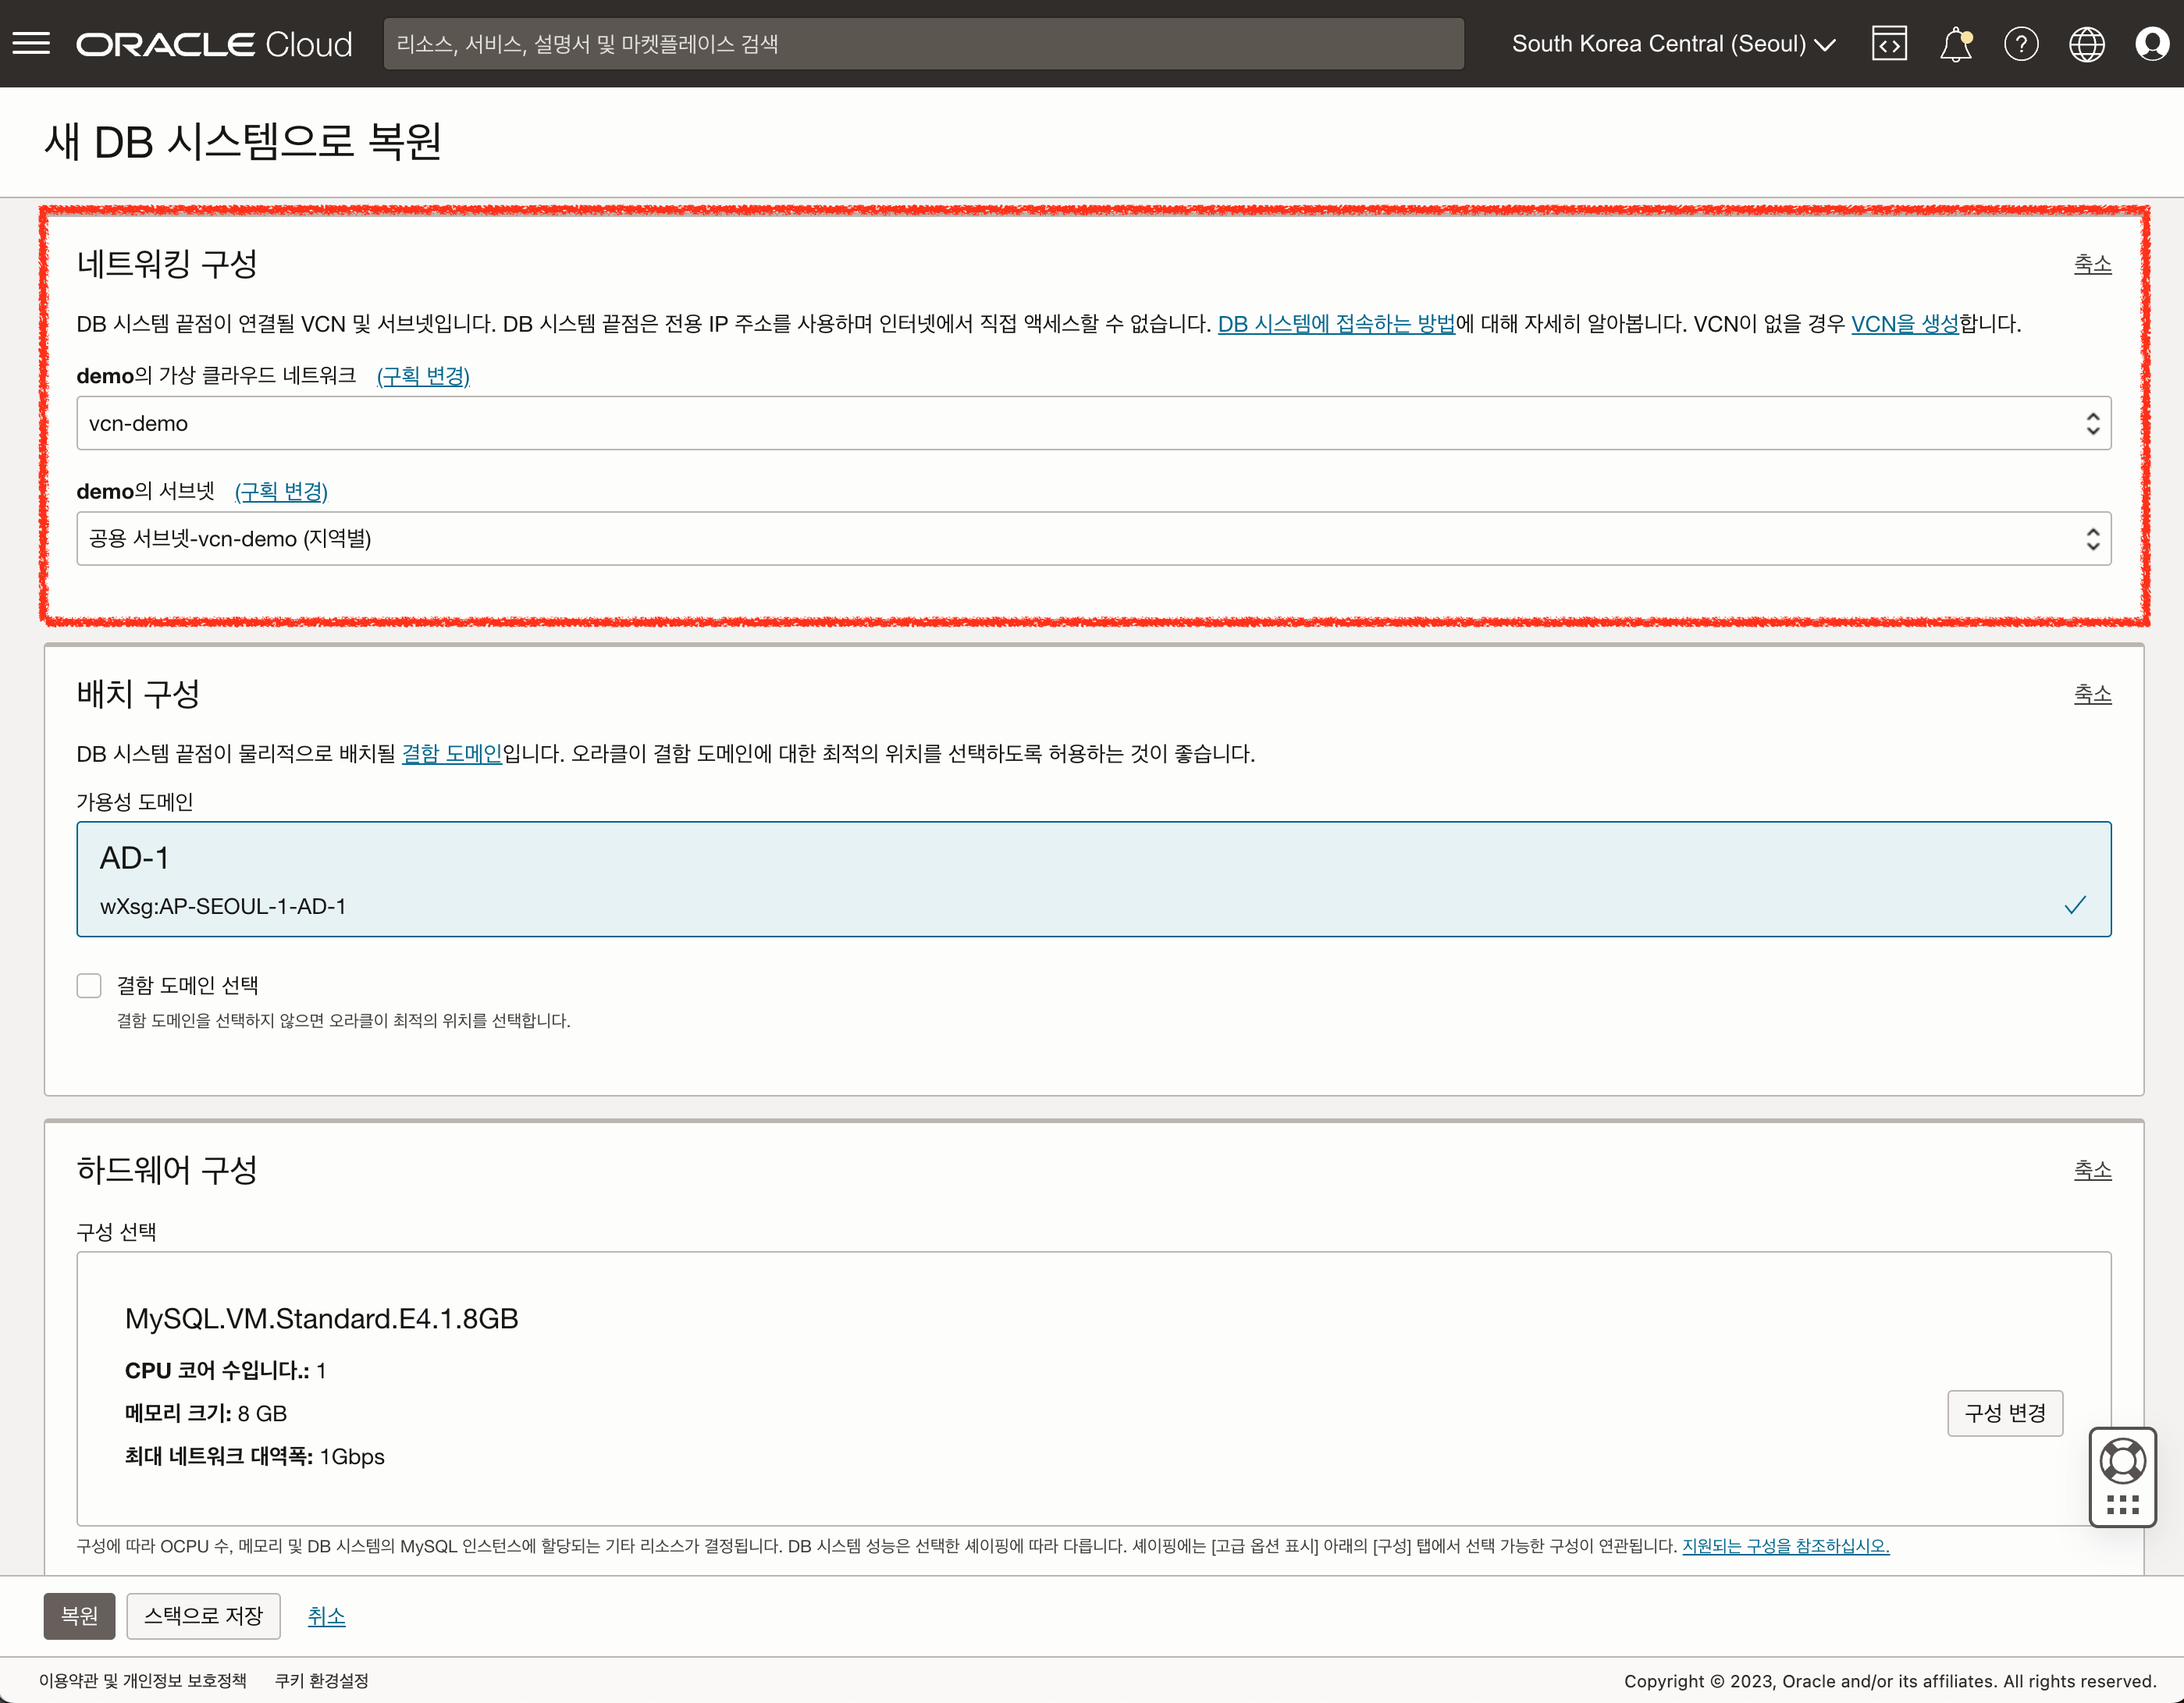 ORACLE Cloud
리소스, 서비스, 설명서 및 마켓플레이스 검색
South Korea Central (Seoul)
새 DB 시스템으로 복원
네트워킹 구성
축소
DB 시스템 끝점이 연결될 VCN 및 서브넷입니다. DB 시스템 끝점은 전용 IP 주소를 사용하며 인터넷에서 직접 액세스할 수 없습니다. DB 시스템에 접속하는 방법에 대해 자세히 알아봅니다. VCN이 없을 경우 VCN을 생성합니다.
demo의 가상 클라우드 네트워크 (구획 변경)
vcn-demo
demo의 서브넷 (구획 변경)
공용 서브넷-vcn-demo (지역별)
배치 구성
축소
DB 시스템 끝점이 물리적으로 배치될 결함 도메인입니다. 오라클이 결함 도메인에 대한 최적의 위치를 선택하도록 허용하는 것이 좋습니다.
가용성 도메인
AD-1
wXsg:AP-SEOUL-1-AD-1
결함 도메인 선택
결함 도메인을 선택하지 않으면 오라클이 최적의 위치를 선택합니다.
하드웨어 구성
축소
구성 선택
MySQL.VM.Standard.E4.1.8GB
CPU 코어 수입니다.: 1
메모리 크기: 8 GB
최대 네트워크 대역폭: 1Gbps
구성 변경
구성에 따라 OCPU 수, 메모리 및 DB 시스템의 MySQL 인스턴스에 할당되는 기타 리소스가 결정됩니다. DB 시스템 성능은 선택한 셰이핑에 따라 다릅니다. 셰이핑에는 [고급 옵션 표시] 아래의 [구성] 탭에서 선택 가능한 구성이 연관됩니다. 지원되는 구성을 참조하십시오.
복원
스택으로 저장
취소
이용약관 및 개인정보 보호정책
쿠키 환경설정
Copyright © 2023, Oracle and/or its affiliates. All rights reserved.